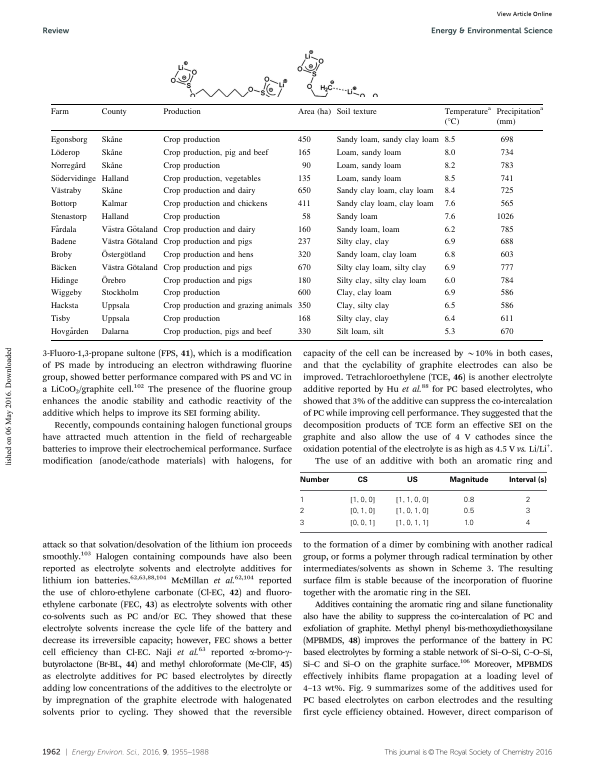 View Article Online
Review
Energy & Environmental Science
Farm County Production Area (ha) Soil texture Temperatureᵃ (°C) Precipitationᵃ (mm)
Egonsborg Skåne Crop production 450 Sandy loam, sandy clay loam 8.5 698
Löderop Skåne Crop production, pig and beef 165 Loam, sandy loam 8.0 734
Norregård Skåne Crop production 90 Loam, sandy loam 8.2 783
Södervidinge Halland Crop production, vegetables 135 Loam, sandy loam 8.5 741
Västraby Skåne Crop production and dairy 650 Sandy clay loam, clay loam 8.4 725
Bottorp Kalmar Crop production and chickens 411 Sandy clay loam, clay loam 7.6 565
Stenastorp Halland Crop production 58 Sandy loam 7.6 1026
Färdala Västra Götaland Crop production and dairy 160 Sandy loam, loam 6.2 785
Badene Västra Götaland Crop production and pigs 237 Silty clay, clay 6.9 688
Broby Östergötland Crop production and hens 320 Sandy loam, clay loam 6.8 603
Bäcken Västra Götaland Crop production and pigs 670 Silty clay loam, silty clay 6.9 777
Hidinge Örebro Crop production and pigs 180 Silty clay, silty clay loam 6.0 784
Wiggeby Stockholm Crop production 600 Clay, clay loam 6.9 586
Hacksta Uppsala Crop production and grazing animals 350 Clay, silty clay 6.5 586
Tisby Uppsala Crop production 168 Silty clay, clay 6.4 611
Hovgården Dalarna Crop production, pigs and beef 330 Silt loam, silt 5.3 670
3-Fluoro-1,3-propane sultone (FPS, 41), which is a modification
of PS made by introducing an electron withdrawing fluorine
group, showed better performance compared with PS and VC in
a LiCoO₂/graphite cell.¹⁰² The presence of the fluorine group
enhances the anodic stability and cathodic reactivity of the
additive which helps to improve its SEI forming ability.
Recently, compounds containing halogen functional groups
have attracted much attention in the field of rechargeable
batteries to improve their electrochemical performance. Surface
modification (anode/cathode materials) with halogens, for
attack so that solvation/desolvation of the lithium ion proceeds
smoothly.¹⁰³ Halogen containing compounds have also been
reported as electrolyte solvents and electrolyte additives for
lithium ion batteries.⁶²,⁶³,⁸⁸,¹⁰⁴ McMillan et al.⁶²,¹⁰⁴ reported
the use of chloro-ethylene carbonate (Cl-EC, 42) and fluoro-
ethylene carbonate (FEC, 43) as electrolyte solvents with other
co-solvents such as PC and/or EC. They showed that these
electrolyte solvents increase the cycle life of the battery and
decrease its irreversible capacity; however, FEC shows a better
cell efficiency than Cl-EC. Naji et al.⁶³ reported α-bromo-γ-
butyrolactone (Br-BL, 44) and methyl chloroformate (Me-ClF, 45)
as electrolyte additives for PC based electrolytes by directly
adding low concentrations of the additives to the electrolyte or
by impregnation of the graphite electrode with halogenated
solvents prior to cycling. They showed that the reversible
capacity of the cell can be increased by ~10% in both cases,
and that the cyclability of graphite electrodes can also be
improved. Tetrachloroethylene (TCE, 46) is another electrolyte
additive reported by Hu et al.⁸⁸ for PC based electrolytes, who
showed that 3% of the additive can suppress the co-intercalation
of PC while improving cell performance. They suggested that the
decomposition products of TCE form an effective SEI on the
graphite and also allow the use of 4 V cathodes since the
oxidation potential of the electrolyte is as high as 4.5 V vs. Li/Li⁺.
The use of an additive with both an aromatic ring and
Number CS US Magnitude Interval (s)
1 [1, 0, 0] [1, 1, 0, 0] 0.8 2
2 [0, 1, 0] [1, 0, 1, 0] 0.5 3
3 [0, 0, 1] [1, 0, 1, 1] 1.0 4
to the formation of a dimer by combining with another radical
group, or forms a polymer through radical termination by other
intermediates/solvents as shown in Scheme 3. The resulting
surface film is stable because of the incorporation of fluorine
together with the aromatic ring in the SEI.
Additives containing the aromatic ring and silane functionality
also have the ability to suppress the co-intercalation of PC and
exfoliation of graphite. Methyl phenyl bis-methoxydiethoxysilane
(MPBMDS, 48) improves the performance of the battery in PC
based electrolytes by forming a stable network of Si–O–Si, C–O–Si,
Si–C and Si–O on the graphite surface.¹⁰⁶ Moreover, MPBMDS
effectively inhibits flame propagation at a loading level of
4–13 wt%. Fig. 9 summarizes some of the additives used for
PC based electrolytes on carbon electrodes and the resulting
first cycle efficiency obtained. However, direct comparison of
lished on 06 May 2016. Downloaded
1962 | Energy Environ. Sci., 2016, 9, 1955–1988
This journal is © The Royal Society of Chemistry 2016